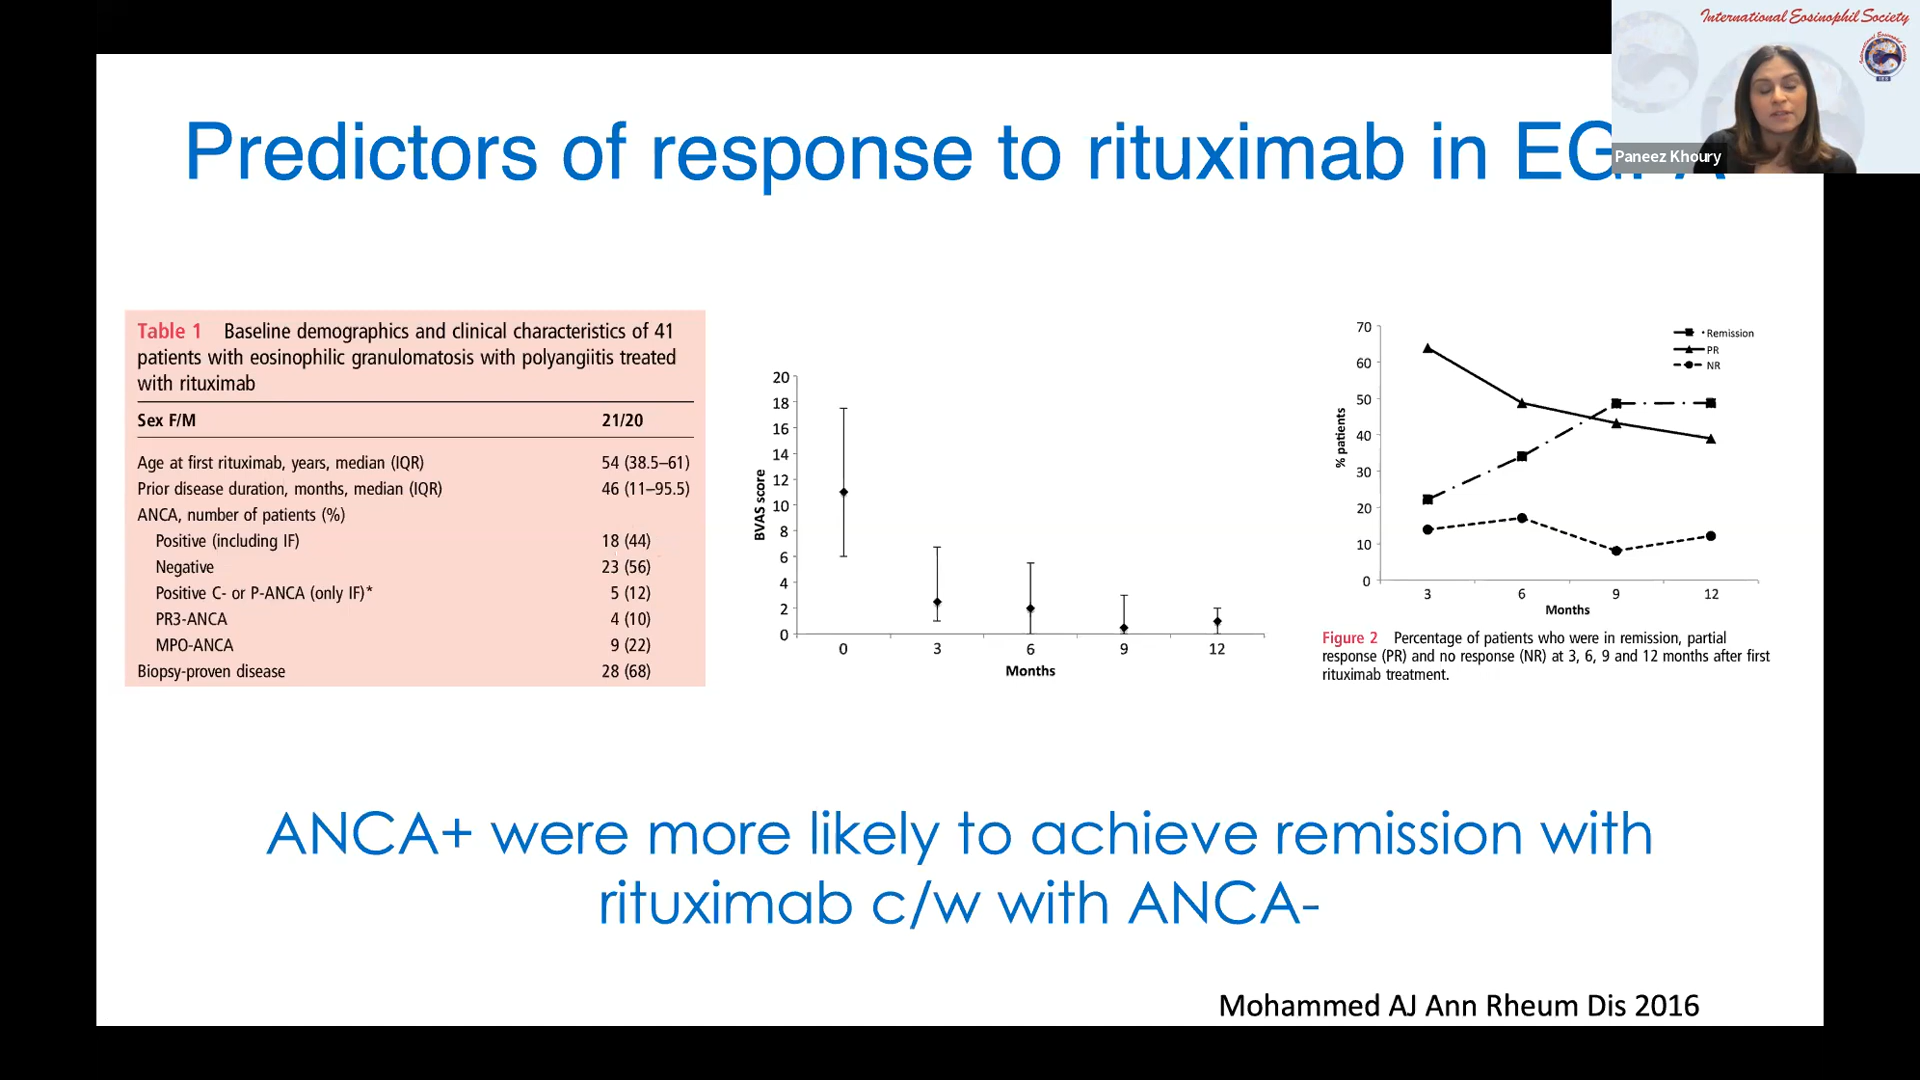 International Eosinophil Society
Paneez Khoury
Predictors of response to rituximab in EG
Table 1 Baseline demographics and clinical characteristics of 41
patients with eosinophilic granulomatosis with polyangiitis treated
with rituximab
Sex F/M 21/20
Age at first rituximab, years, median (IQR) 54 (38.5–61)
Prior disease duration, months, median (IQR) 46 (11–95.5)
ANCA, number of patients (%)
Positive (including IF) 18 (44)
Negative 23 (56)
Positive C- or P-ANCA (only IF)* 5 (12)
PR3-ANCA 4 (10)
MPO-ANCA 9 (22)
Biopsy-proven disease 28 (68)
BVAS score
20
18
16
14
12
10
8
6
4
2
0
0 3 6 9 12
Months
% patients
70
60
50
40
30
20
10
0
Remission
PR
NR
3 6 9 12
Months
Figure 2 Percentage of patients who were in remission, partial
response (PR) and no response (NR) at 3, 6, 9 and 12 months after first
rituximab treatment.
ANCA+ were more likely to achieve remission with
rituximab c/w with ANCA-
Mohammed AJ Ann Rheum Dis 2016